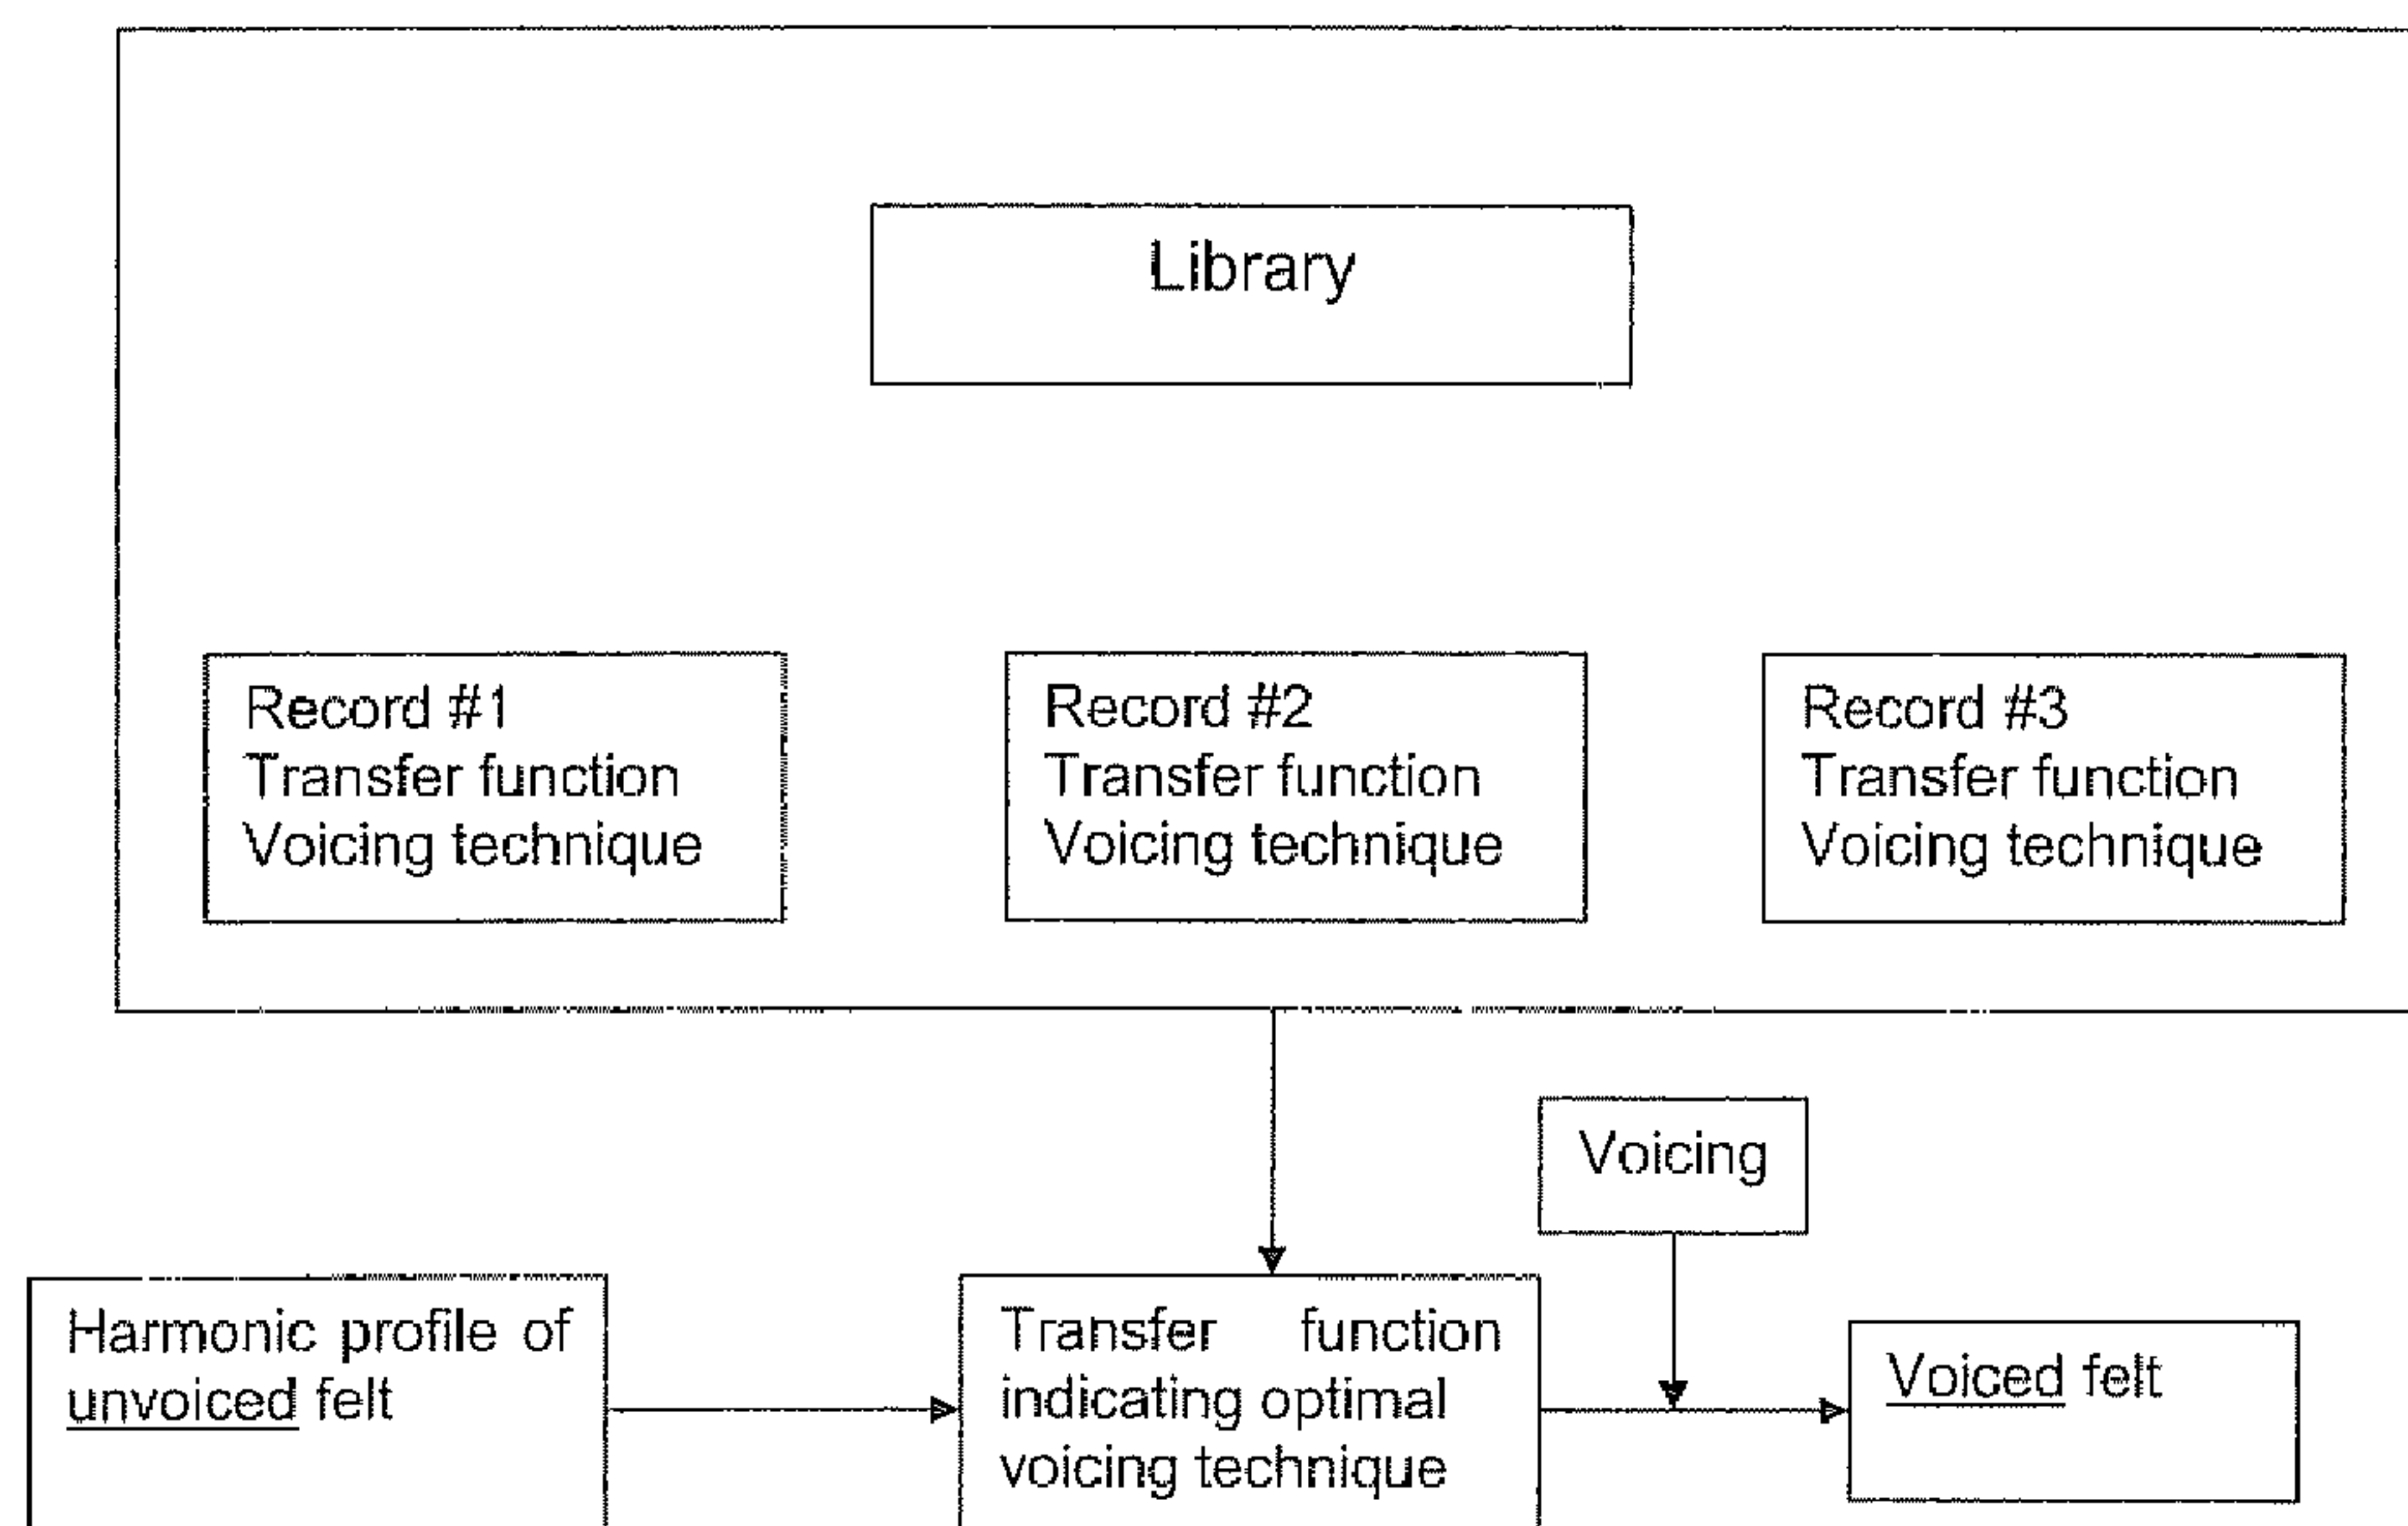 Library
Record #1
Transfer function
Voicing technique
Record #2
Transfer function
Voicing technique
Record #3
Transfer function
Voicing technique
Voicing
Harmonic profile of
unvoiced felt
Transfer function
indicating optimal
voicing technique
Voiced felt